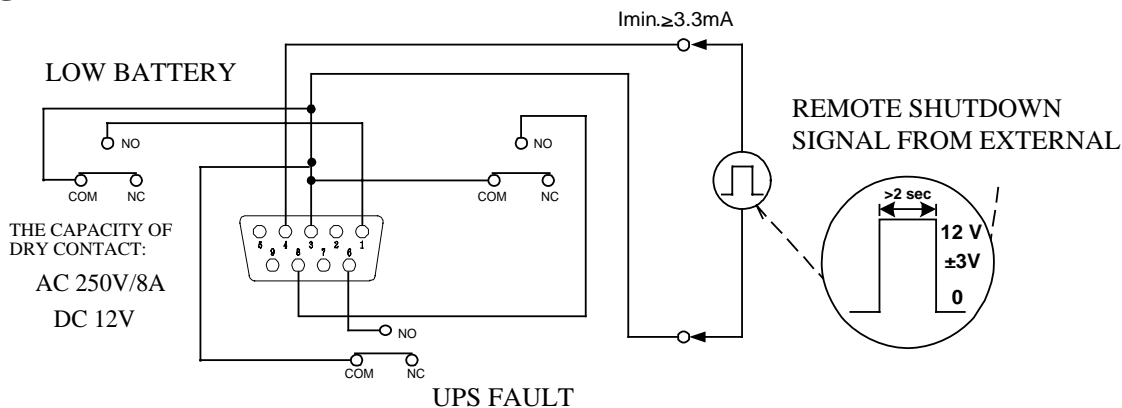 Imin.≥3.3mA
LOW BATTERY
REMOTE SHUTDOWN
SIGNAL FROM EXTERNAL
NO
NO
COM
NC
COM
NC
>2 sec
12 V
±3V
0
THE CAPACITY OF
DRY CONTACT:
AC 250V/8A
DC 12V
5 4 3 2 1
9 8 7 6
NO
COM
NC
UPS FAULT